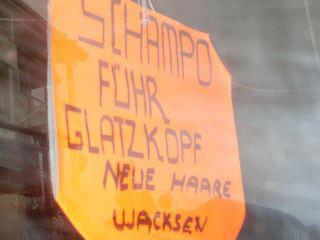 SCHAMPO
FÜHR
GLATZKOPF
NEUE HAARE
WACKSEN